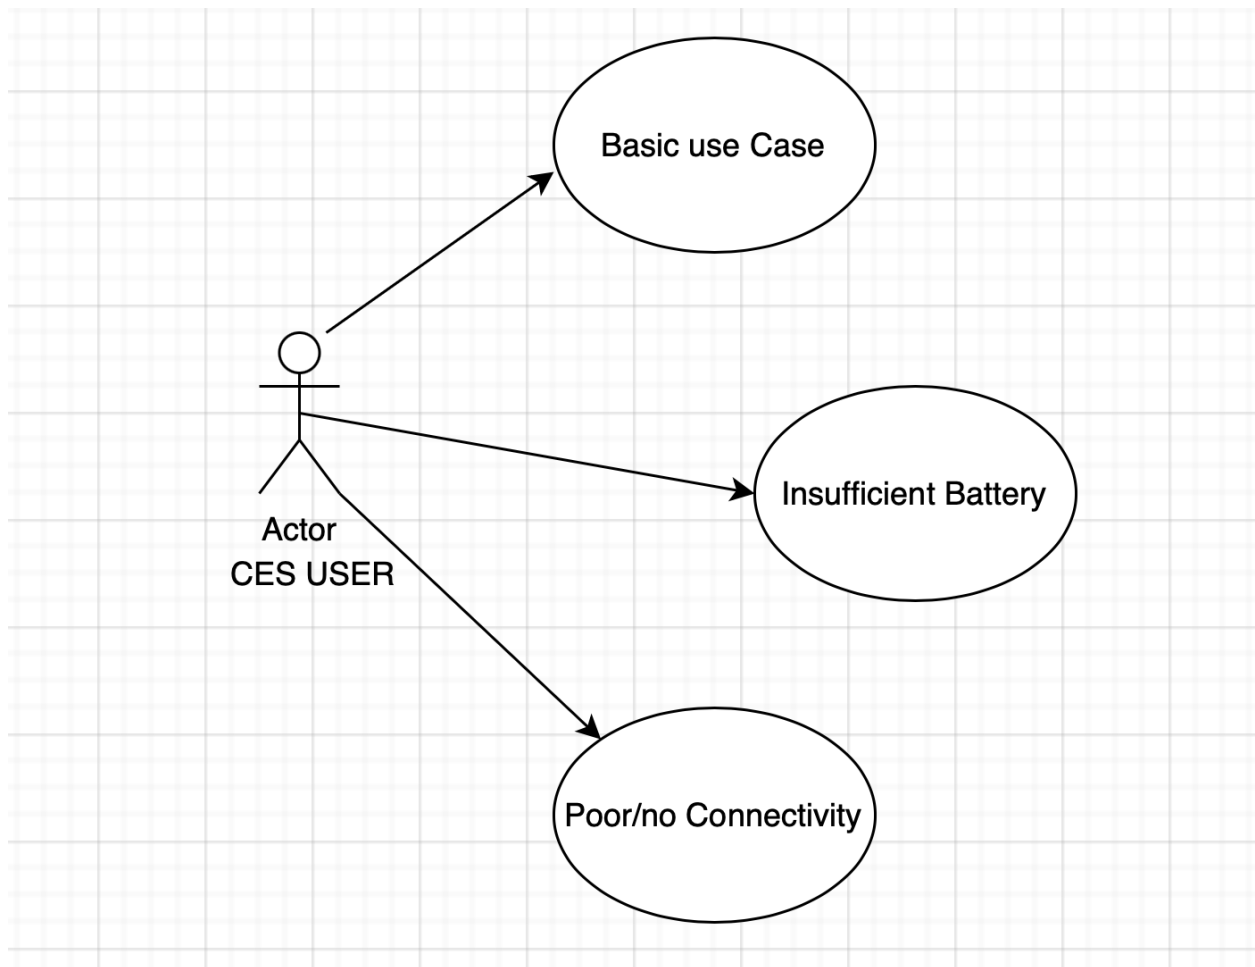 Basic use Case
Insufficient Battery
Actor
CES USER
Poor/no Connectivity